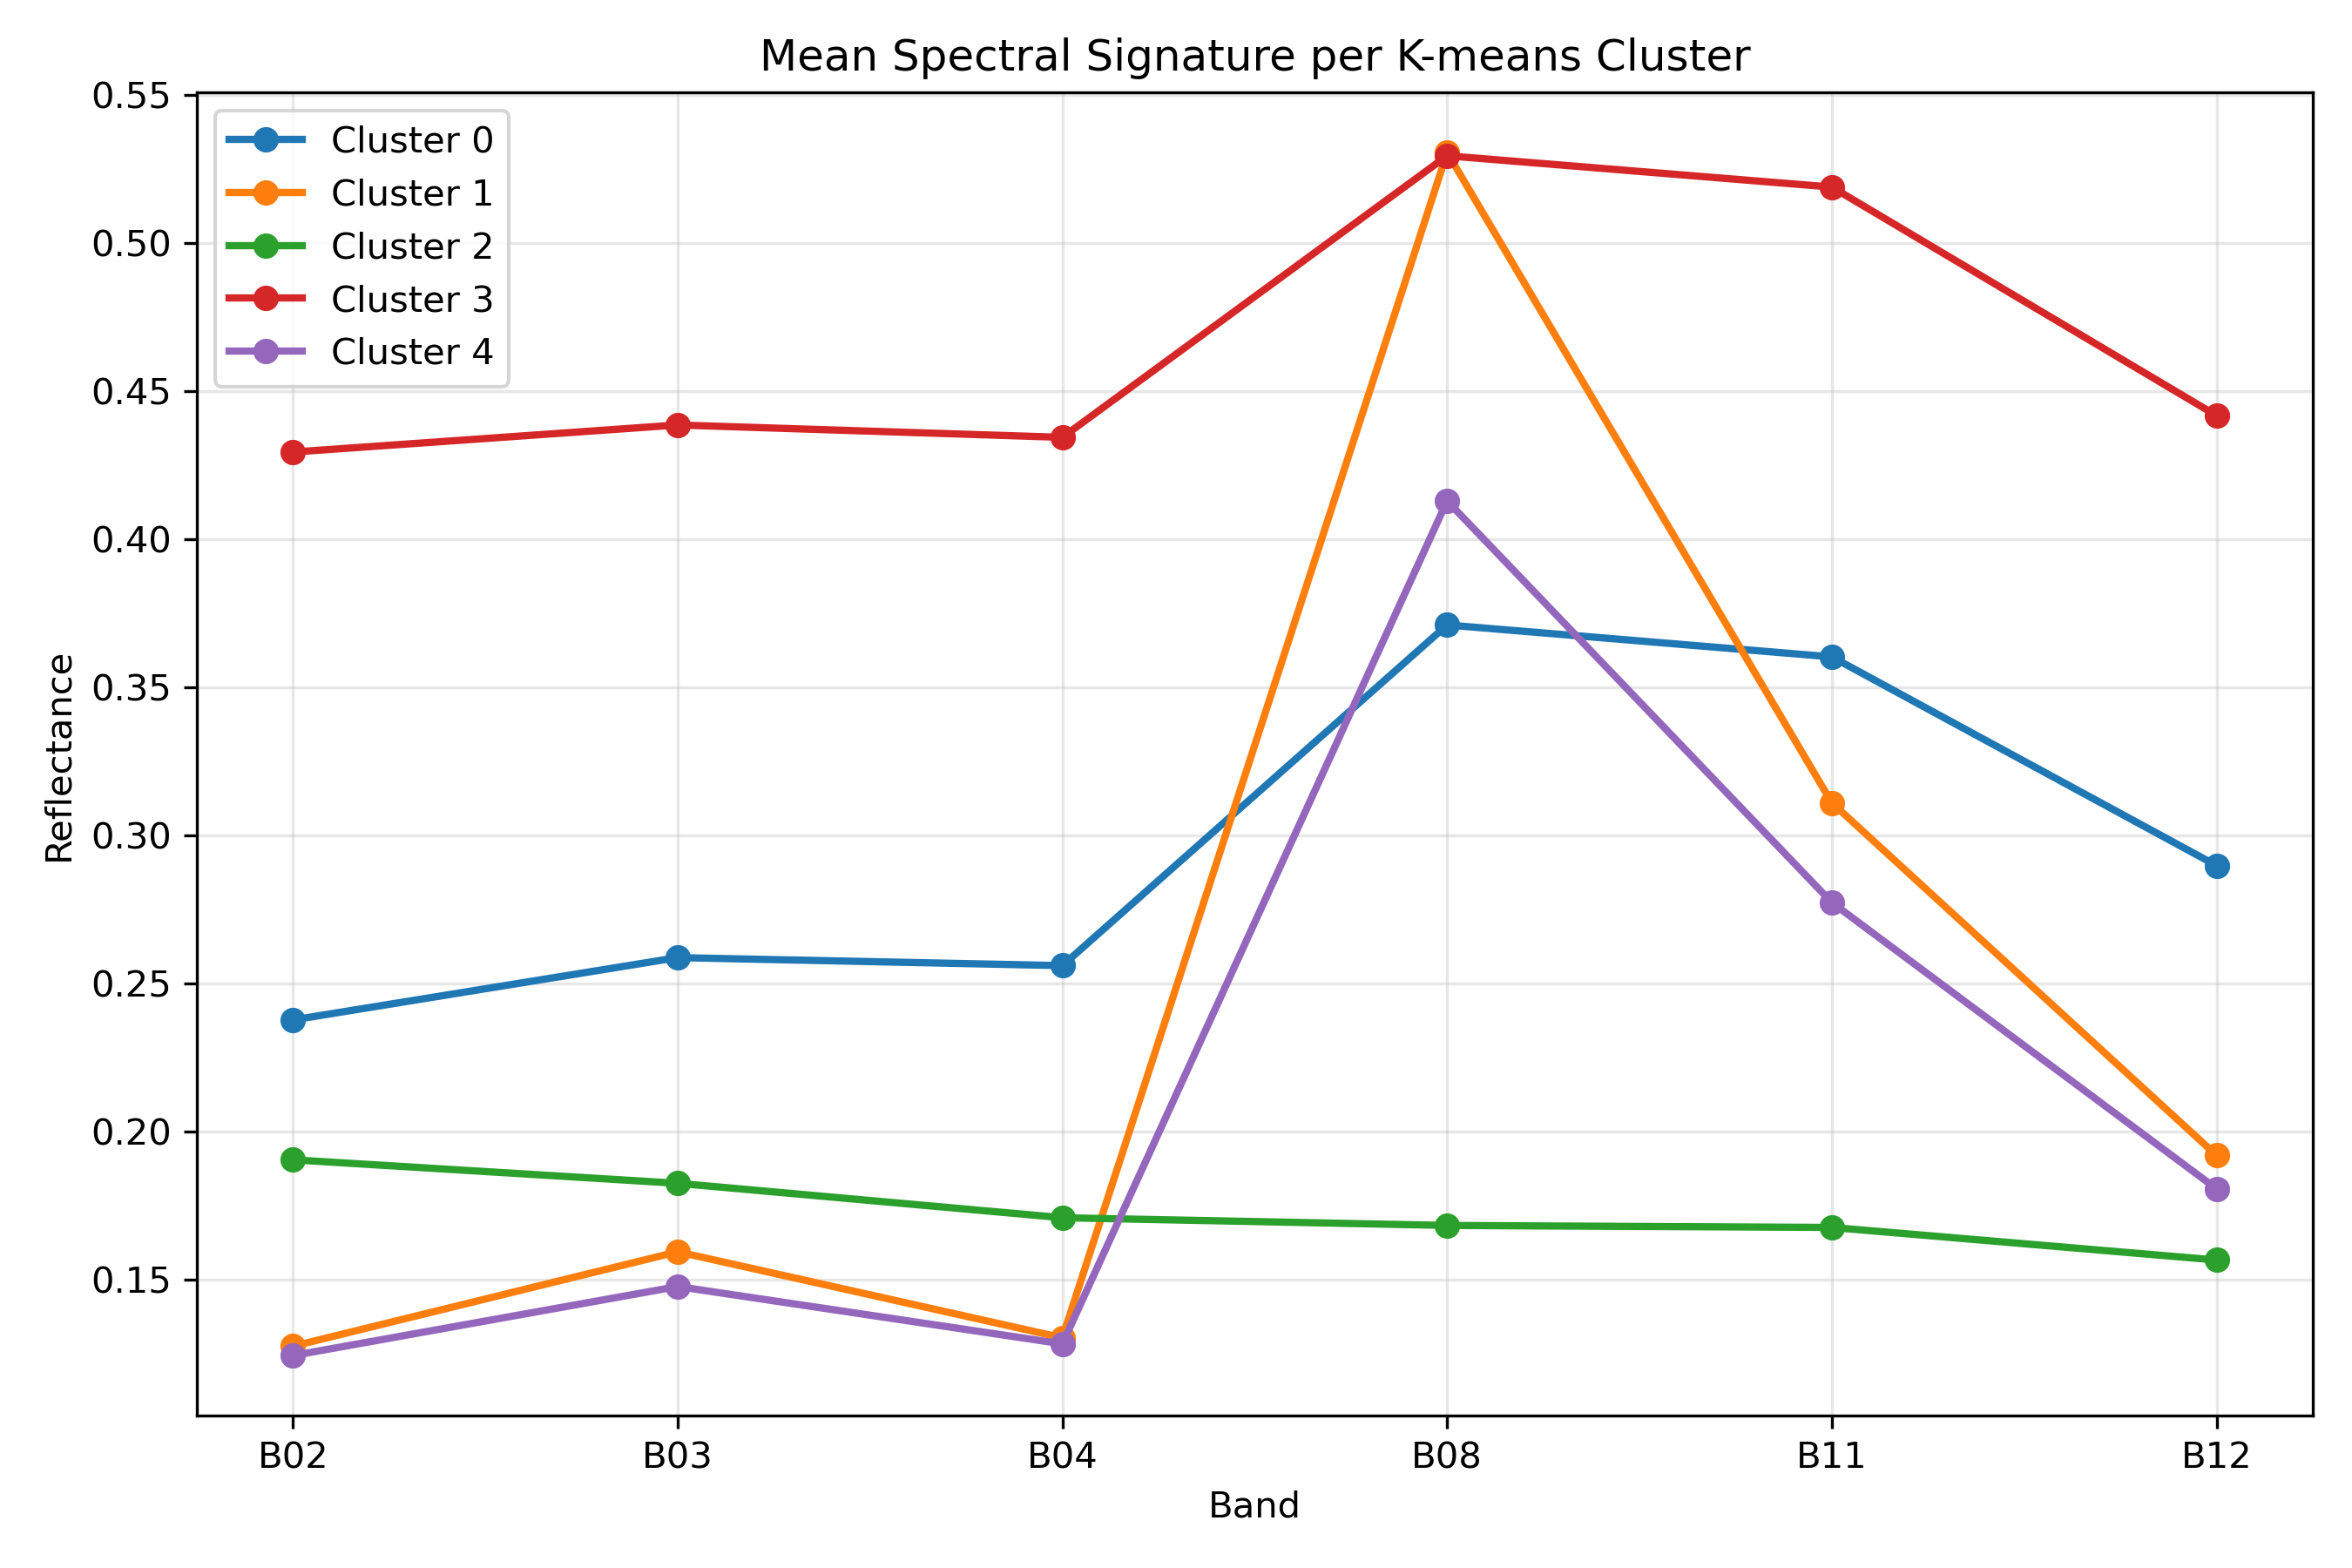 Mean Spectral Signature per K-means Cluster
0.55
0.50
0.45
0.40
0.35
0.30
0.25
0.20
0.15
Reflectance
Cluster 0
Cluster 1
Cluster 2
Cluster 3
Cluster 4
B02 B03 B04 B08 B11 B12
Band